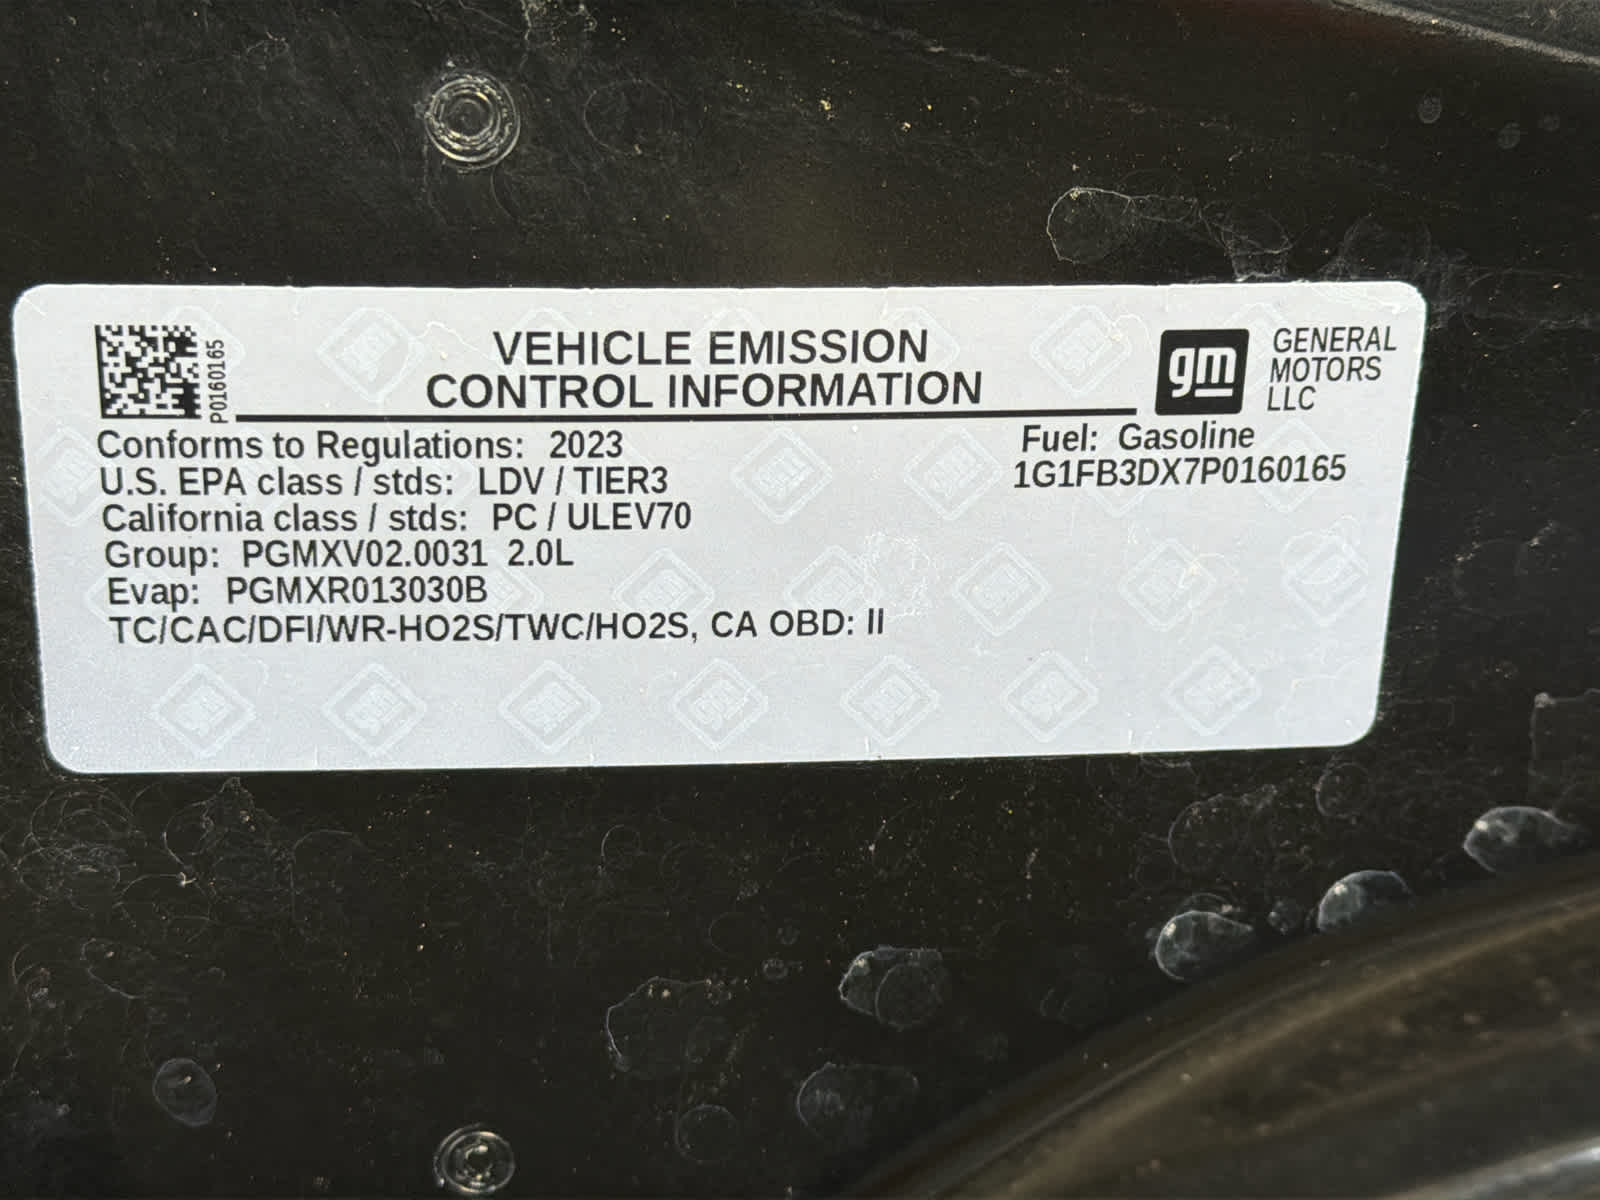 P0160165
VEHICLE EMISSION
CONTROL INFORMATION
gm
GENERAL
MOTORS
LLC
Conforms to Regulations: 2023
U.S. EPA class / stds: LDV / TIER3
California class / stds: PC / ULEV70
Group: PGMXV02.0031 2.0L
Evap: PGMXR013030B
TC/CAC/DFI/WR-HO2S/TWC/HO2S, CA OBD: II
Fuel: Gasoline
1G1FB3DX7P0160165